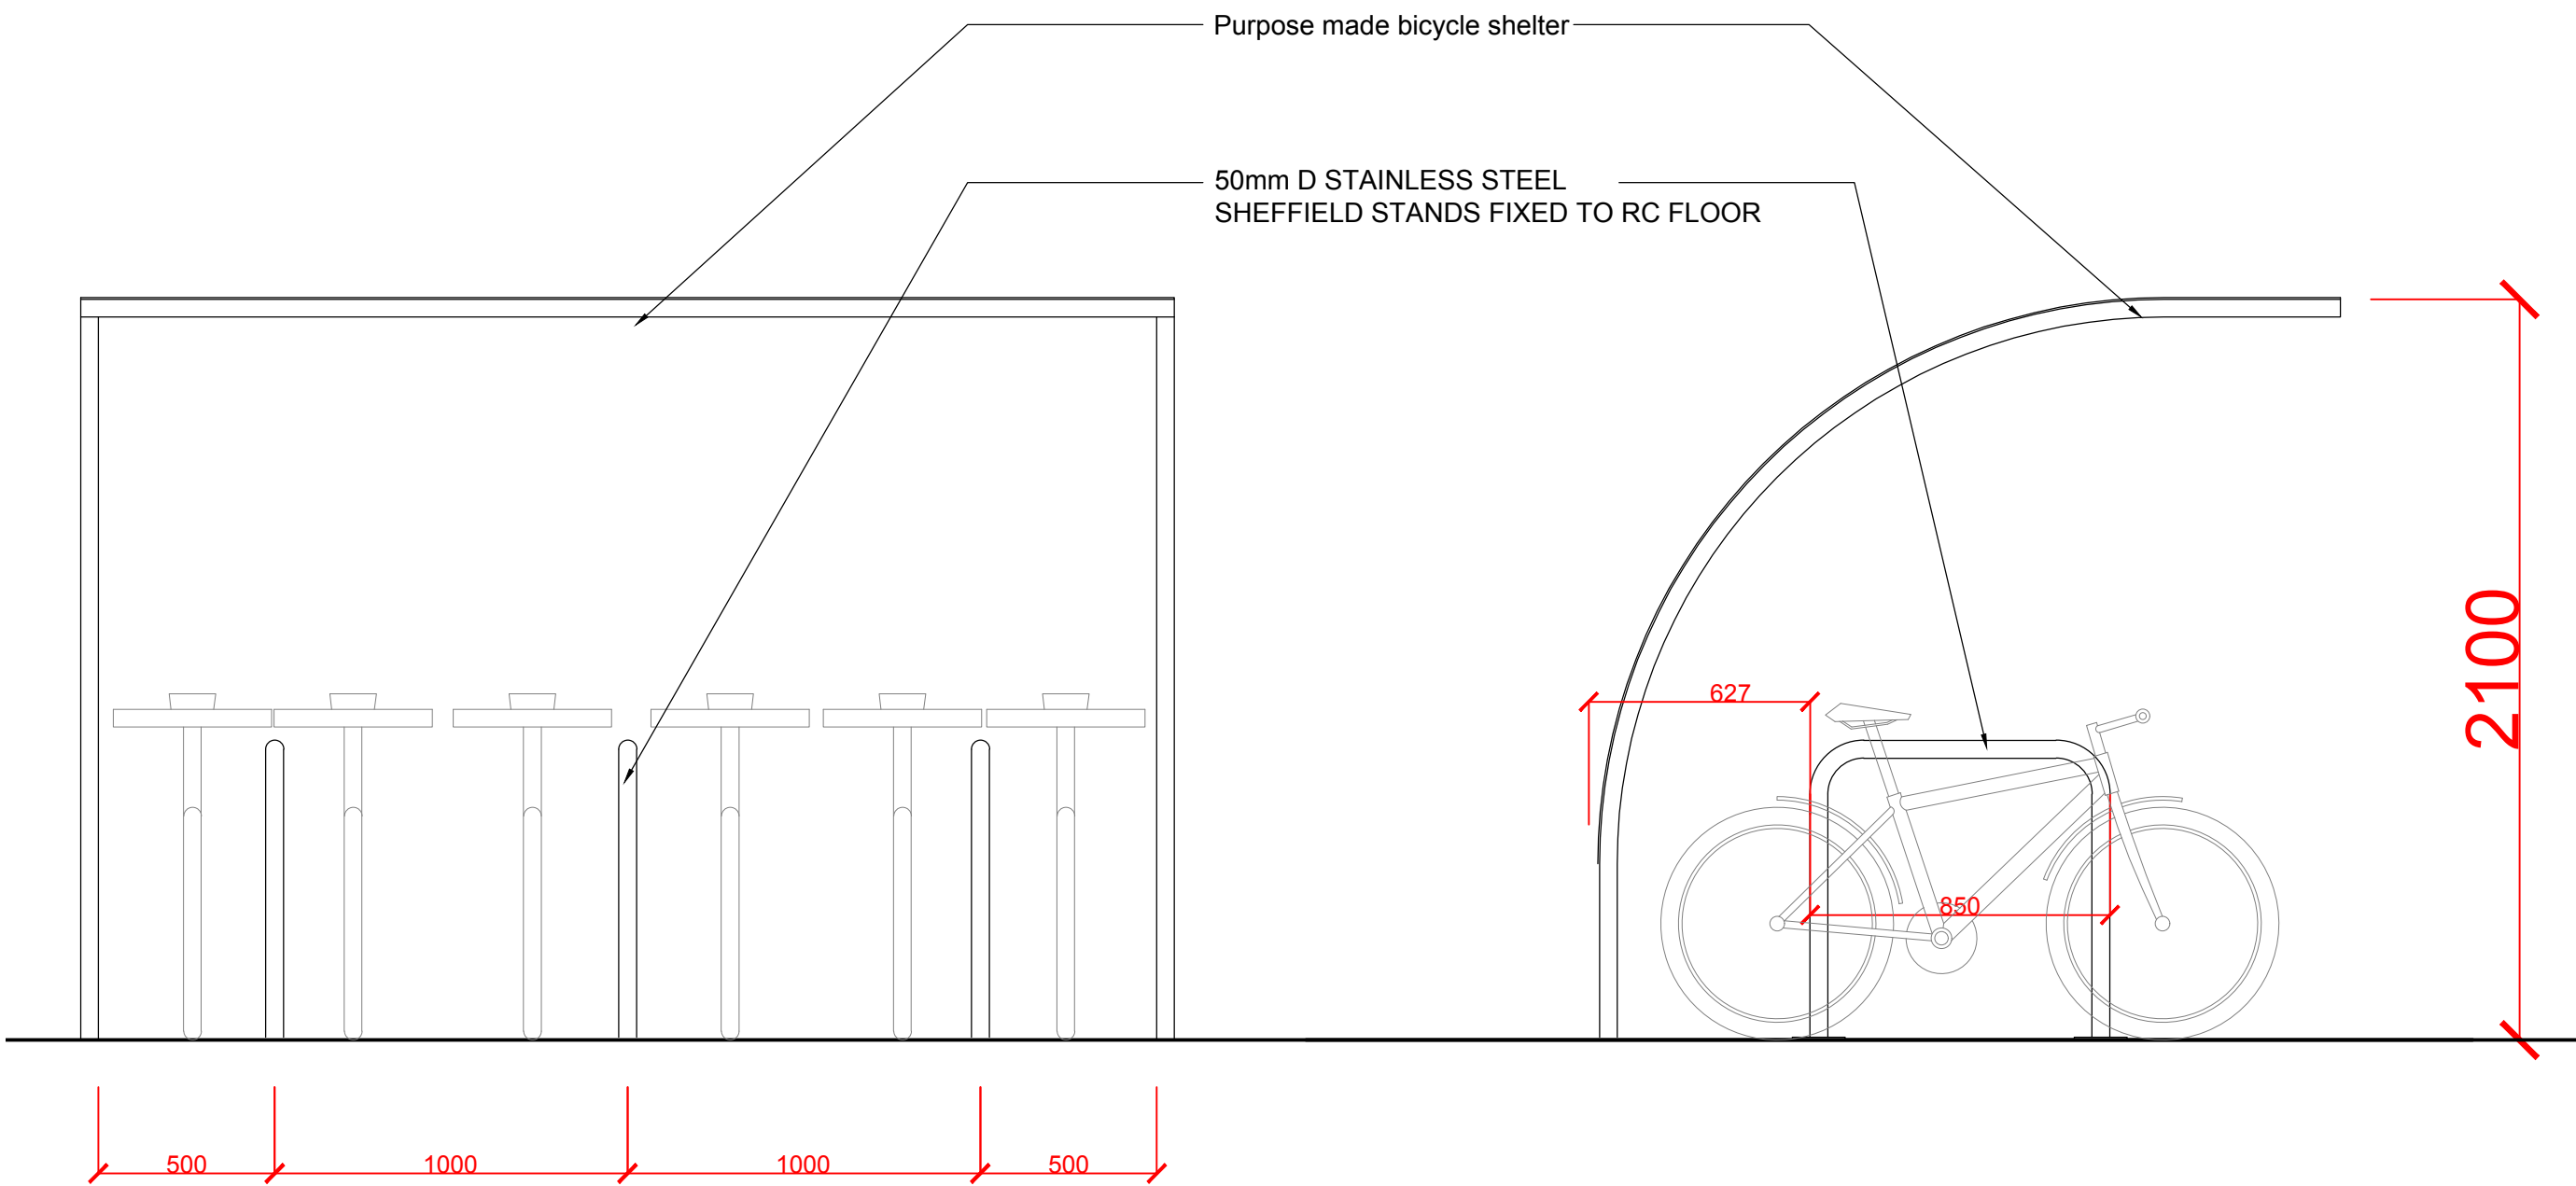 Purpose made bicycle shelter
50mm D STAINLESS STEEL
SHEFFIELD STANDS FIXED TO RC FLOOR
2100
627
850
500
1000
1000
500